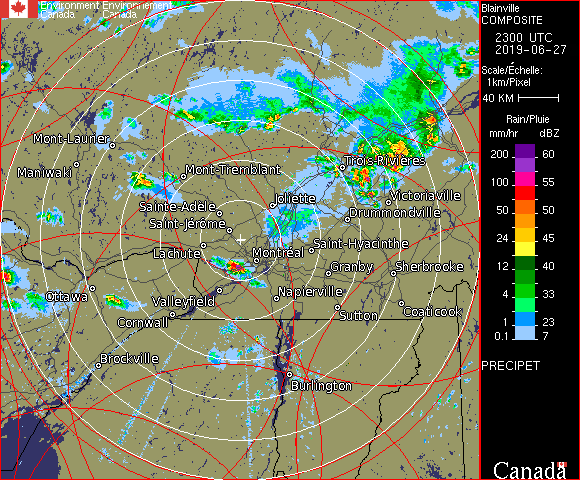 Environment Environnement
Canada Canada
Mont-Laurier
Maniwaki
Mont-Tremblant
Trois-Rivières
Sainte-Adèle
Joliette
Victoriaville
Drummondville
Saint-Jérôme
Lachute
Montréal
Saint-Hyacinthe
Granby
Sherbrooke
Ottawa
Valleyfield
Napierville
Cornwall
Sutton
Coaticook
Brockville
Burlington
Blainville
COMPOSITE
2300 UTC
2019-06-27
Scale/Échelle:
1km/Pixel
40 KM
Rain/Pluie
mm/hr dBZ
200 60
100 55
50 50
24 45
12 40
8 33
4 28
1 23
0.1 7
PRECIPET
Canada